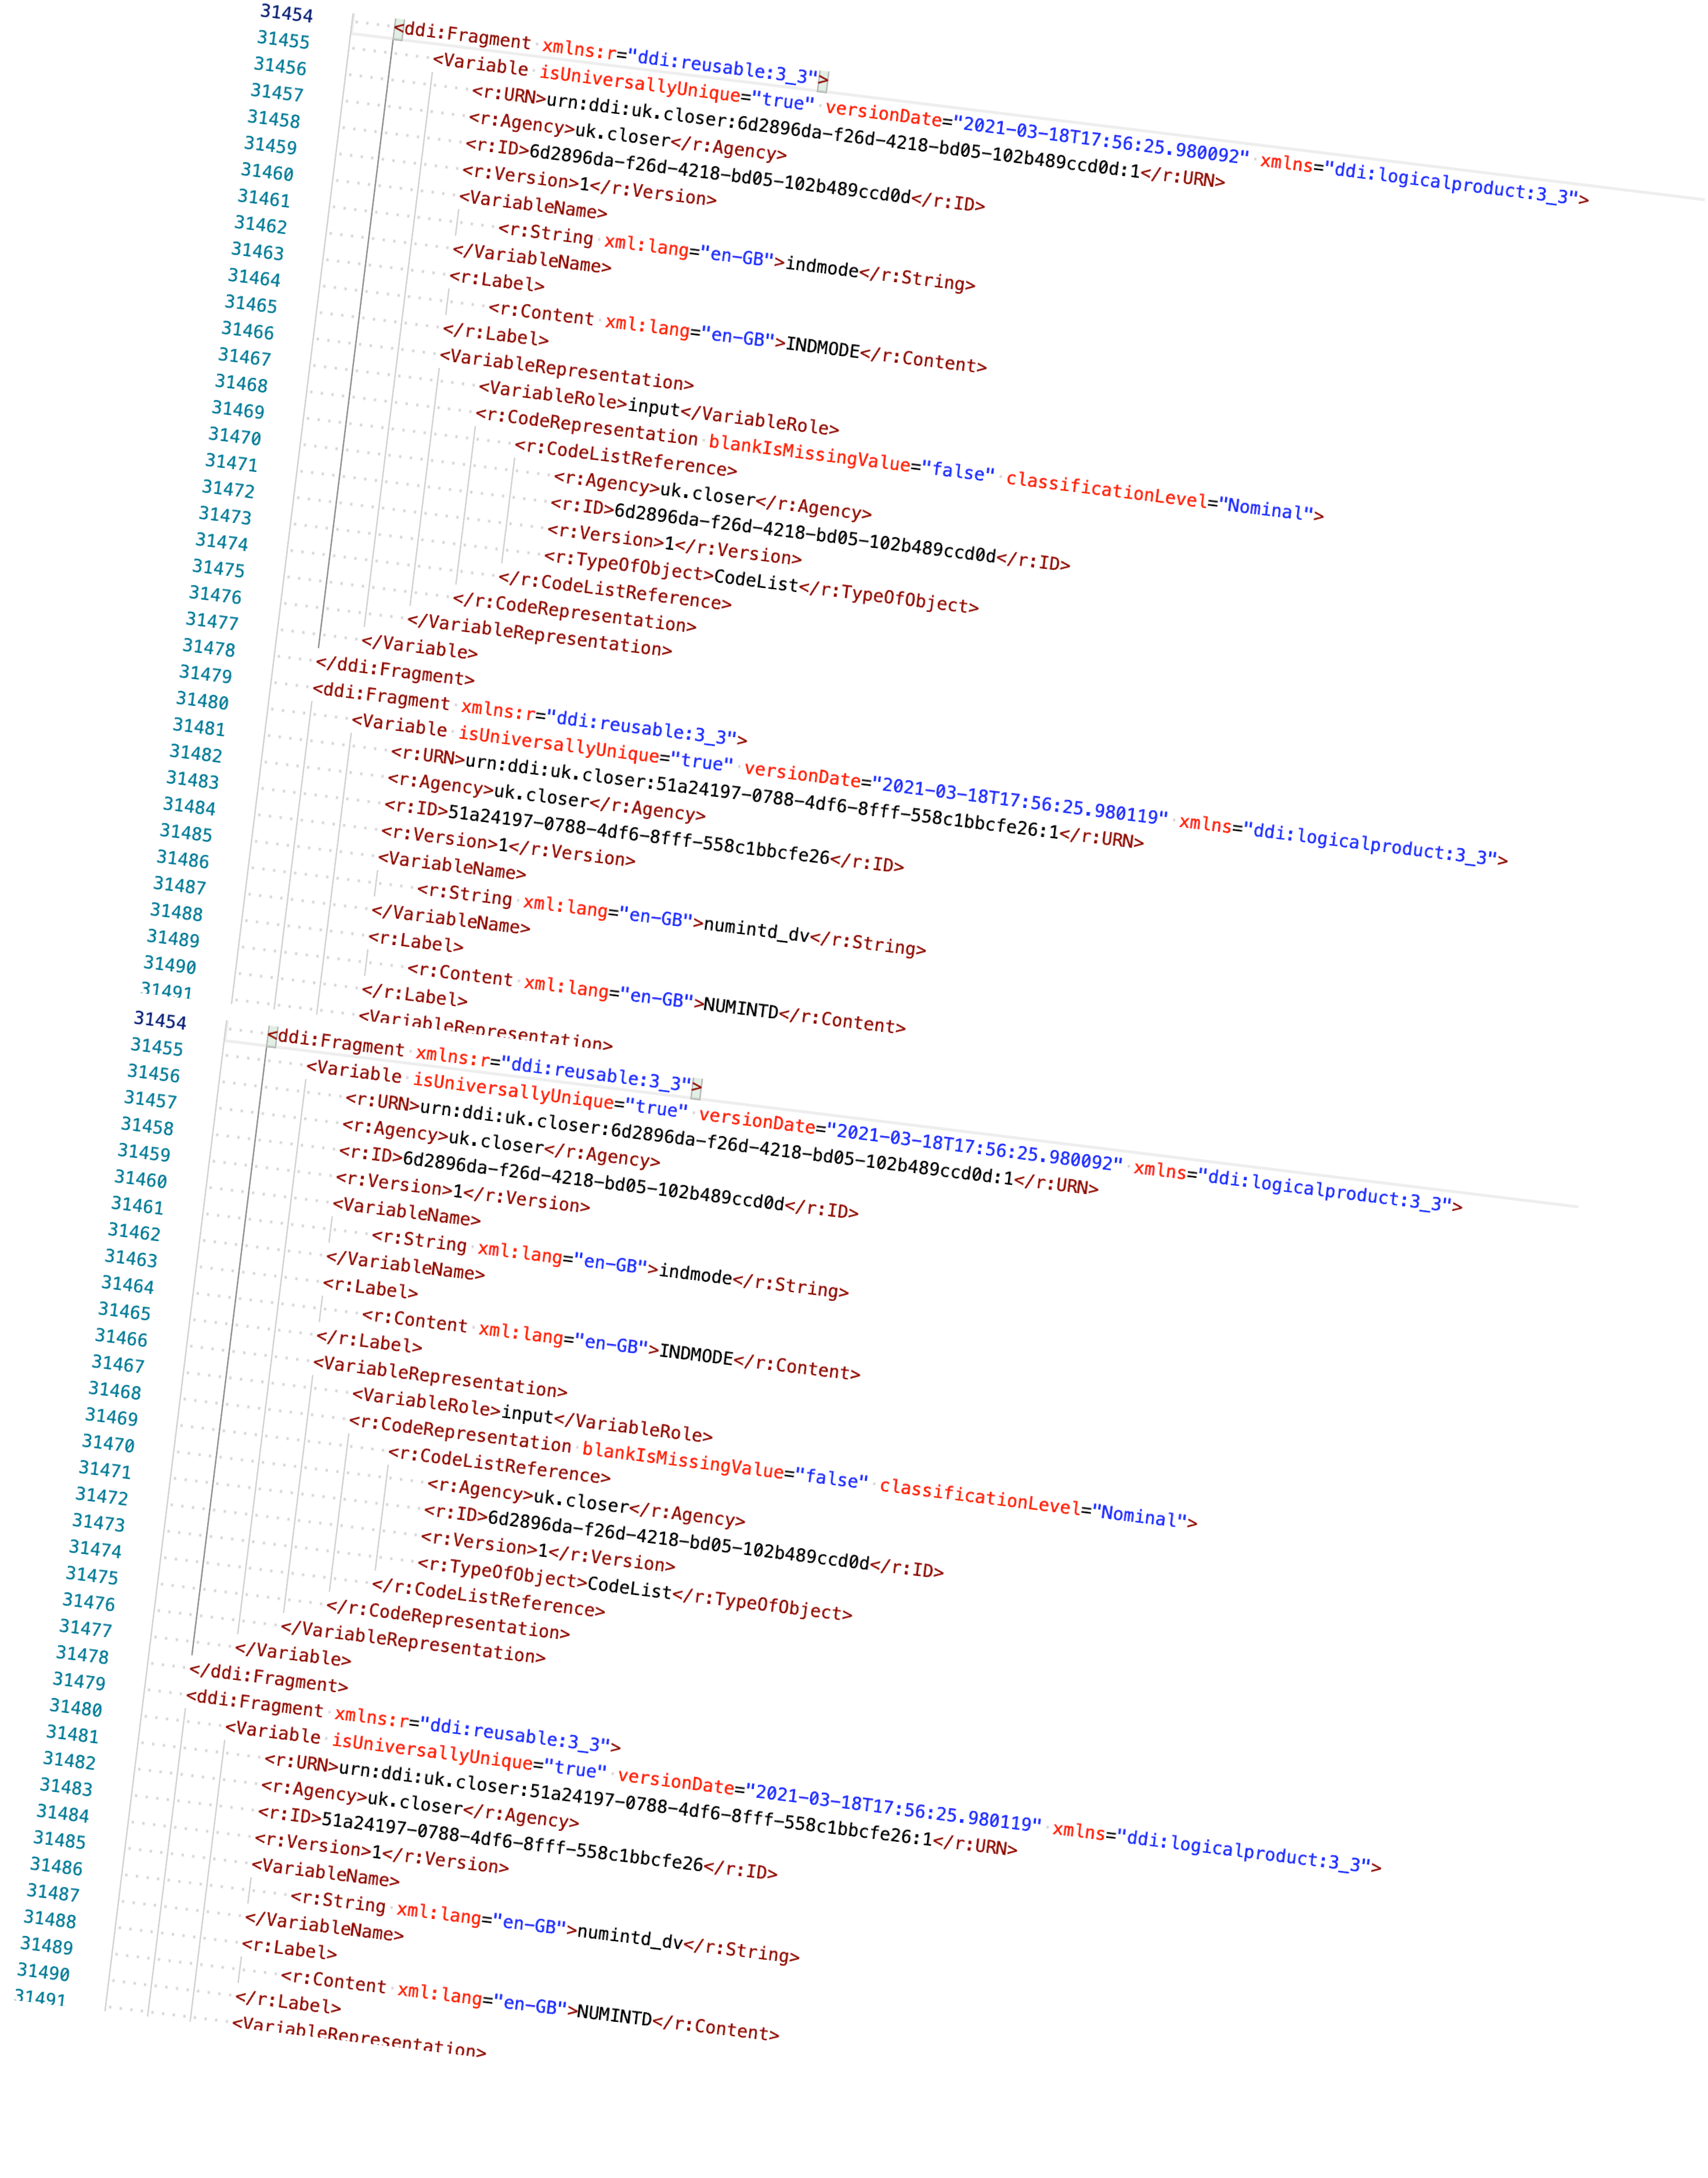 31454 <ddi:Fragment xmlns:r="ddi:reusable:3_3">
31455 <Variable isUniversallyUnique="true" versionDate="2021-03-18T17:56:25.980092" xmlns="ddi:logicalproduct:3_3">
31456 <r:URN>urn:ddi:uk.closer:6d2896da-f26d-4218-bd05-102b489ccd0d:1</r:URN>
31457 <r:Agency>uk.closer</r:Agency>
31458 <r:ID>6d2896da-f26d-4218-bd05-102b489ccd0d</r:ID>
31459 <r:Version>1</r:Version>
31460 <VariableName>
31461 <r:String xml:lang="en-GB">indmode</r:String>
31462 </VariableName>
31463 <r:Label>
31464 <r:Content xml:lang="en-GB">INDMODE</r:Content>
31465 </r:Label>
31466 <VariableRepresentation>
31467 <VariableRole>input</VariableRole>
31468 <r:CodeRepresentation blankIsMissingValue="false" classificationLevel="Nominal">
31469 <r:CodeListReference>
31470 <r:Agency>uk.closer</r:Agency>
31471 <r:ID>6d2896da-f26d-4218-bd05-102b489ccd0d</r:ID>
31472 <r:Version>1</r:Version>
31473 <r:TypeOfObject>CodeList</r:TypeOfObject>
31474 </r:CodeListReference>
31475 </r:CodeRepresentation>
31476 </VariableRepresentation>
31477 </Variable>
31478 </ddi:Fragment>
31479 <ddi:Fragment xmlns:r="ddi:reusable:3_3">
31480 <Variable isUniversallyUnique="true" versionDate="2021-03-18T17:56:25.980119" xmlns="ddi:logicalproduct:3_3">
31481 <r:URN>urn:ddi:uk.closer:51a24197-0788-4df6-8fff-558c1bbcfe26:1</r:URN>
31482 <r:Agency>uk.closer</r:Agency>
31483 <r:ID>51a24197-0788-4df6-8fff-558c1bbcfe26</r:ID>
31484 <r:Version>1</r:Version>
31485 <VariableName>
31486 <r:String xml:lang="en-GB">numintd_dv</r:String>
31487 </VariableName>
31488 <r:Label>
31489 <r:Content xml:lang="en-GB">NUMINTD</r:Content>
31490 </r:Label>
31491 <VariableRepresentation>
31454 <ddi:Fragment xmlns:r="ddi:reusable:3_3">
31455 <Variable isUniversallyUnique="true" versionDate="2021-03-18T17:56:25.980092" xmlns="ddi:logicalproduct:3_3">
31456 <r:URN>urn:ddi:uk.closer:6d2896da-f26d-4218-bd05-102b489ccd0d:1</r:URN>
31457 <r:Agency>uk.closer</r:Agency>
31458 <r:ID>6d2896da-f26d-4218-bd05-102b489ccd0d</r:ID>
31459 <r:Version>1</r:Version>
31460 <VariableName>
31461 <r:String xml:lang="en-GB">indmode</r:String>
31462 </VariableName>
31463 <r:Label>
31464 <r:Content xml:lang="en-GB">INDMODE</r:Content>
31465 </r:Label>
31466 <VariableRepresentation>
31467 <VariableRole>input</VariableRole>
31468 <r:CodeRepresentation blankIsMissingValue="false" classificationLevel="Nominal">
31469 <r:CodeListReference>
31470 <r:Agency>uk.closer</r:Agency>
31471 <r:ID>6d2896da-f26d-4218-bd05-102b489ccd0d</r:ID>
31472 <r:Version>1</r:Version>
31473 <r:TypeOfObject>CodeList</r:TypeOfObject>
31474 </r:CodeListReference>
31475 </r:CodeRepresentation>
31476 </VariableRepresentation>
31477 </Variable>
31478 </ddi:Fragment>
31479 <ddi:Fragment xmlns:r="ddi:reusable:3_3">
31480 <Variable isUniversallyUnique="true" versionDate="2021-03-18T17:56:25.980119" xmlns="ddi:logicalproduct:3_3">
31481 <r:URN>urn:ddi:uk.closer:51a24197-0788-4df6-8fff-558c1bbcfe26:1</r:URN>
31482 <r:Agency>uk.closer</r:Agency>
31483 <r:ID>51a24197-0788-4df6-8fff-558c1bbcfe26</r:ID>
31484 <r:Version>1</r:Version>
31485 <VariableName>
31486 <r:String xml:lang="en-GB">numintd_dv</r:String>
31487 </VariableName>
31488 <r:Label>
31489 <r:Content xml:lang="en-GB">NUMINTD</r:Content>
31490 </r:Label>
31491 <VariableRepresentation>